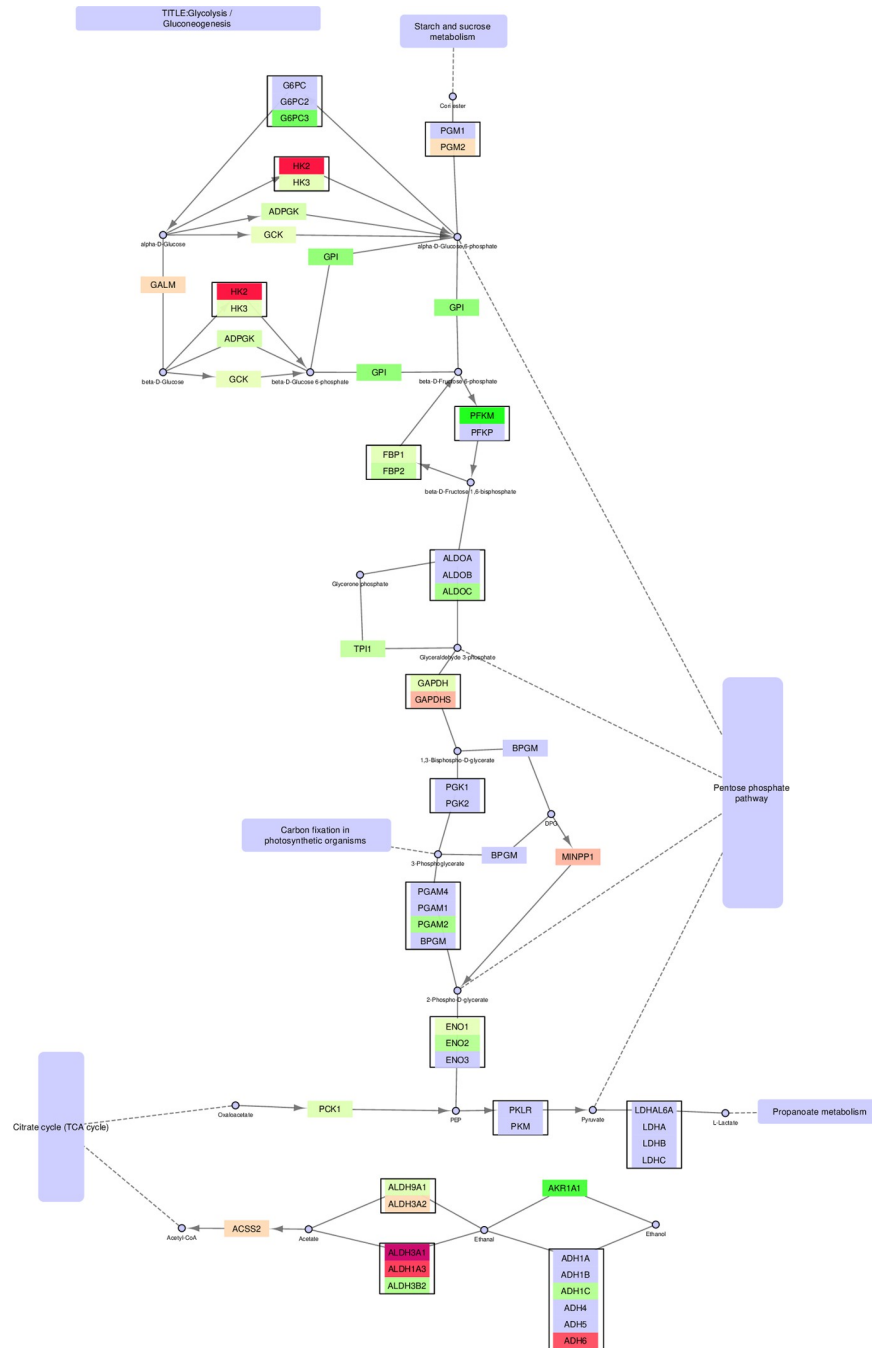 TITLE:Glycolysis /
Gluconeogenesis
Starch and sucrose
metabolism
G6PC
G6PC2
G6PC3
PGM1
PGM2
HK2
HK3
ADPGK
GCK
alpha-D-Glucose
alpha-D-Glucose 6-phosphate
GPI
GALM
HK2
HK3
GPI
ADPGK
GCK
GPI
beta-D-Glucose
beta-D-Glucose 6-phosphate
beta-D-Fructose 6-phosphate
PFKM
PFKP
FBP1
FBP2
beta-D-Fructose 1,6-bisphosphate
ALDOA
ALDOB
ALDOC
Glycerone phosphate
TPI1
Glyceraldehyde 3-phosphate
GAPDH
GAPDHS
BPGM
1,3-Bisphospho-D-glycerate
Pentose phosphate
pathway
PGK1
PGK2
DPG
Carbon fixation in
photosynthetic organisms
BPGM
MINPP1
3-Phosphoglycerate
PGAM4
PGAM1
PGAM2
BPGM
2-Phospho-D-glycerate
ENO1
ENO2
ENO3
Oxaloacetate
PCK1
PEP
PKLR
PKM
Pyruvate
LDHAL6A
LDHA
LDHB
LDHC
L-Lactate
Propanoate metabolism
Citrate cycle (TCA cycle)
ALDH9A1
ALDH3A2
AKR1A1
Acetyl-CoA
ACSS2
Acetate
Ethanal
Ethanol
ALDH3A1
ALDH1A3
ALDH3B2
ADH1A
ADH1B
ADH1C
ADH4
ADH5
ADH6